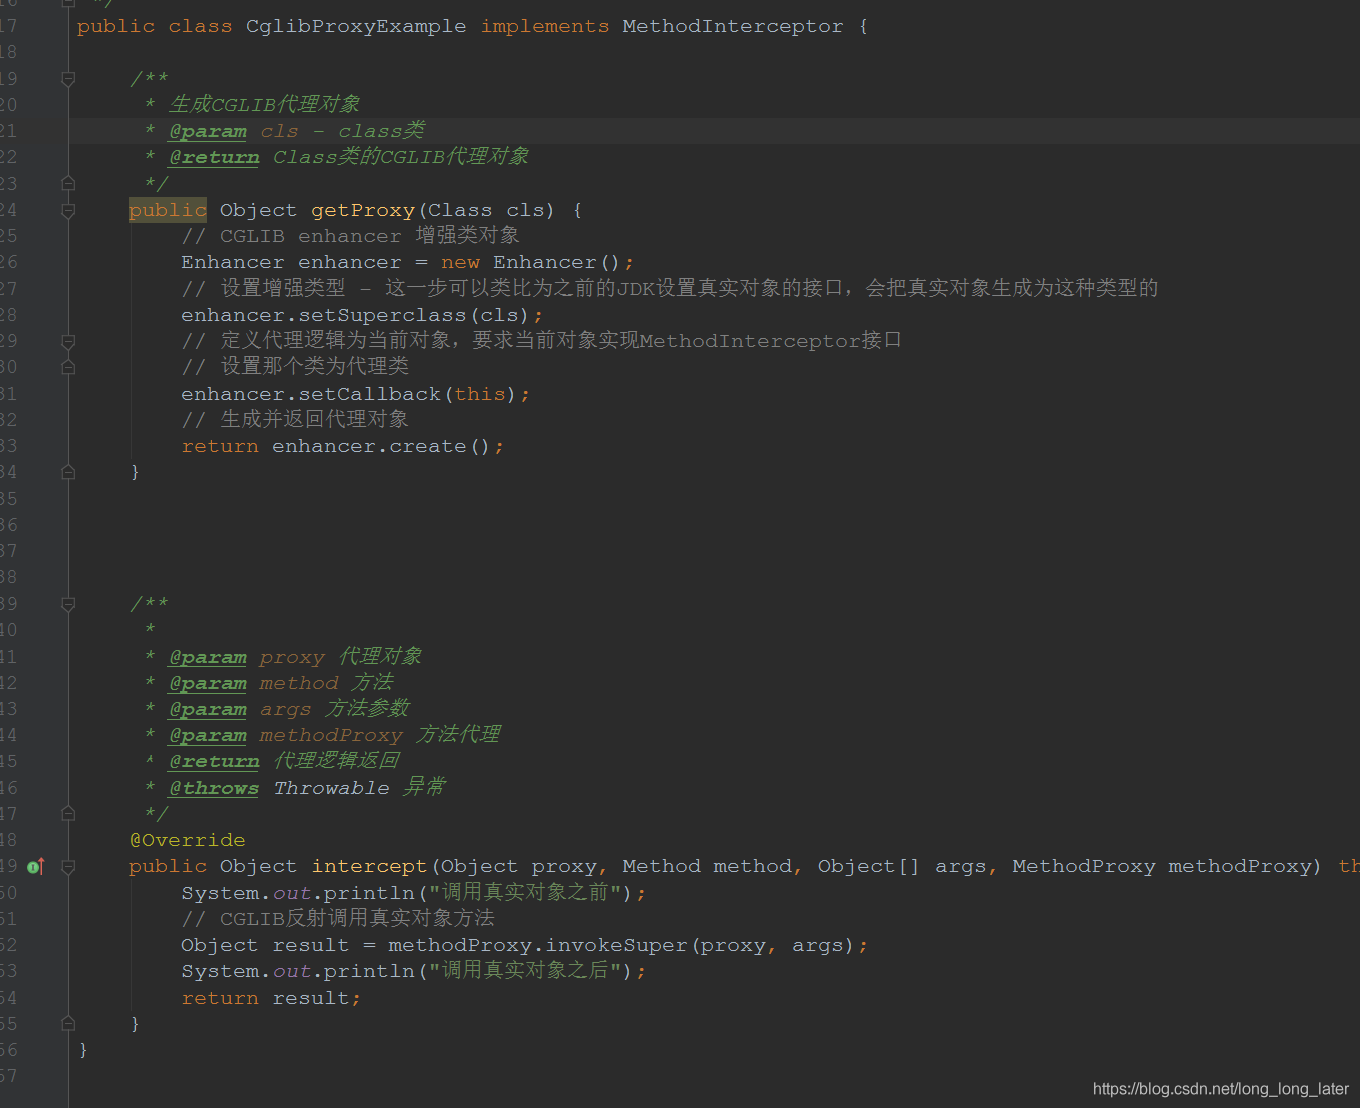 16 */
17 public class CglibProxyExample implements MethodInterceptor {
18
19 /**
20 * 生成CGLIB代理对象
21 * @param cls - class类
22 * @return Class类的CGLIB代理对象
23 */
24 public Object getProxy(Class cls) {
25 // CGLIB enhancer 增强类对象
26 Enhancer enhancer = new Enhancer();
27 // 设置增强类型 - 这一步可以类比为之前的JDK设置真实对象的接口，会把真实对象生成为这种类型的
28 enhancer.setSuperclass(cls);
29 // 定义代理逻辑为当前对象，要求当前对象实现MethodInterceptor接口
30 // 设置那个类为代理类
31 enhancer.setCallback(this);
32 // 生成并返回代理对象
33 return enhancer.create();
34 }
35
36
37
38
39 /**
40 *
41 * @param proxy 代理对象
42 * @param method 方法
43 * @param args 方法参数
44 * @param methodProxy 方法代理
45 * @return 代理逻辑返回
46 * @throws Throwable 异常
47 */
48 @Override
49 public Object intercept(Object proxy, Method method, Object[] args, MethodProxy methodProxy) th
50 System.out.println("调用真实对象之前");
51 // CGLIB反射调用真实对象方法
52 Object result = methodProxy.invokeSuper(proxy, args);
53 System.out.println("调用真实对象之后");
54 return result;
55 }
56 }
57
https://blog.csdn.net/long_long_later